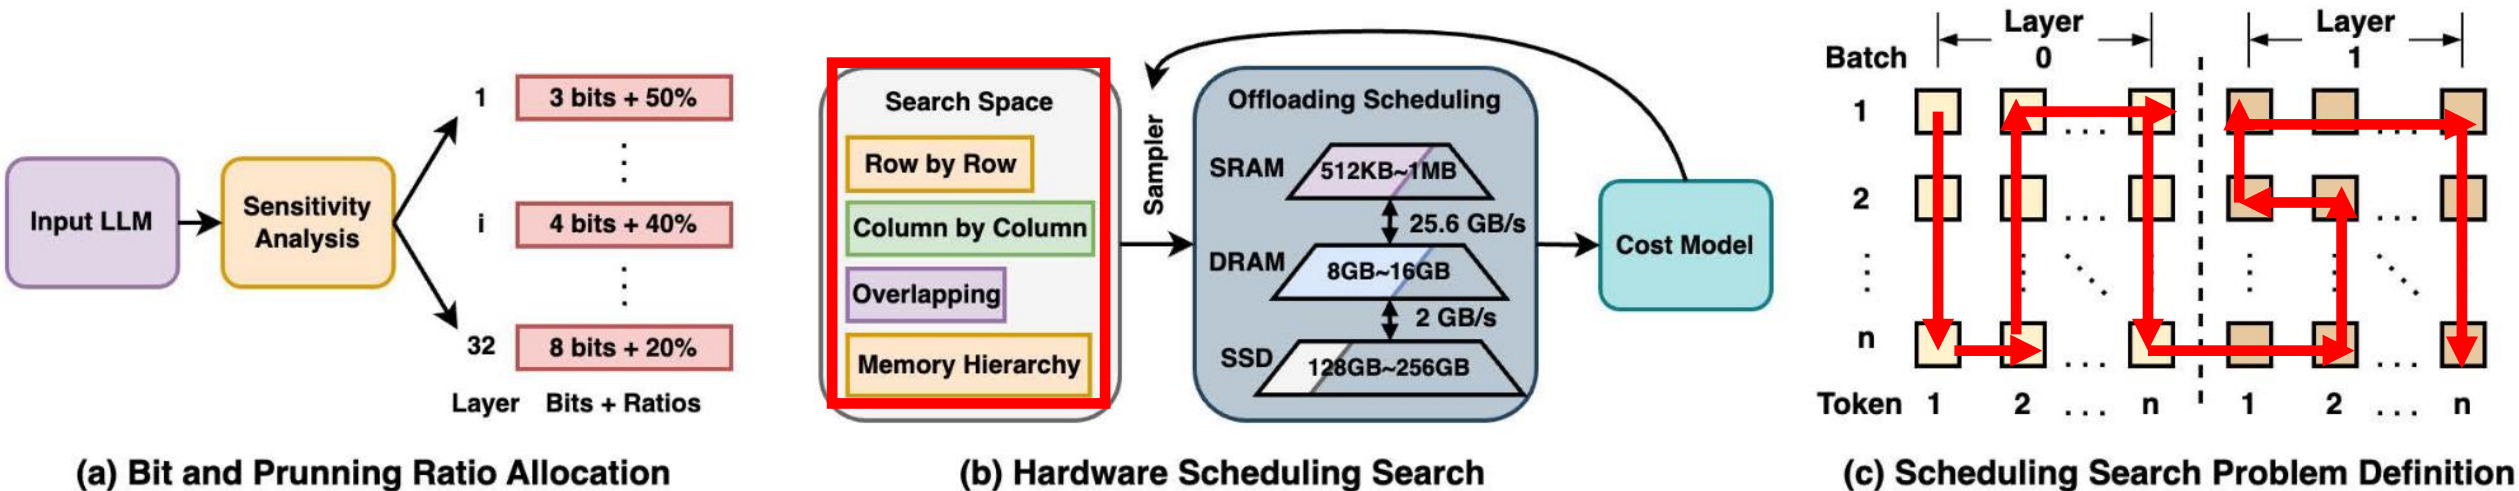 Input LLM
Sensitivity
Analysis
1
3 bits + 50%
i
4 bits + 40%
32
8 bits + 20%
Layer
Bits + Ratios
(a) Bit and Prunning Ratio Allocation
Search Space
Row by Row
Column by Column
Overlapping
Memory Hierarchy
Sampler
Offloading Scheduling
SRAM
512KB~1MB
25.6 GB/s
DRAM
8GB~16GB
2 GB/s
SSD
128GB~256GB
Cost Model
(b) Hardware Scheduling Search
Layer
0
Layer
1
Batch
1
2
n
Token
1
2
...
n
1
2
...
n
(c) Scheduling Search Problem Definition